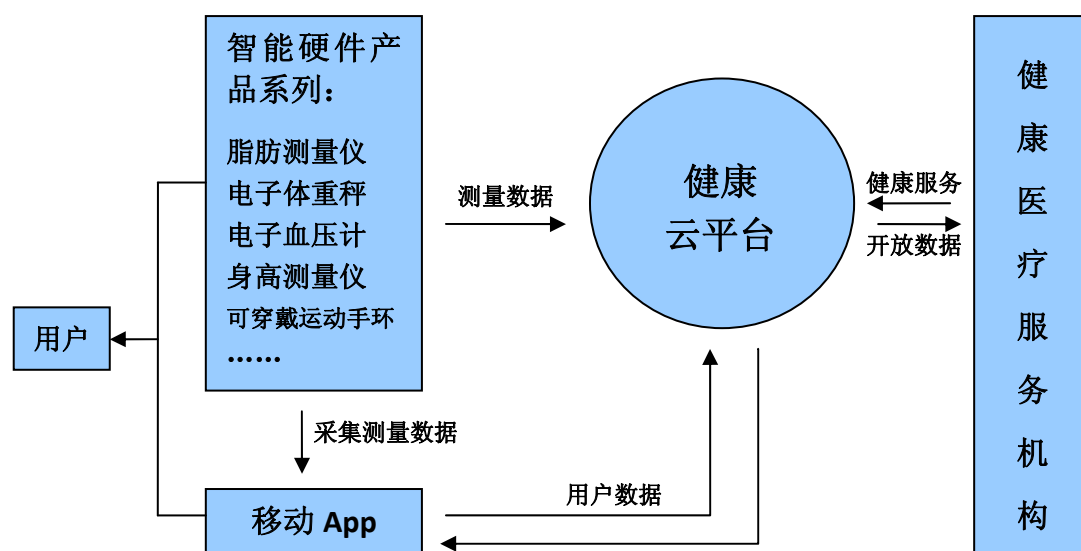 智能硬件产
品系列：
脂肪测量仪
电子体重秤
电子血压计
身高测量仪
可穿戴运动手环
……
用户
测量数据
健康
云平台
健康服务
开放数据
健
康
医
疗
服
务
机
构
采集测量数据
用户数据
移动 App